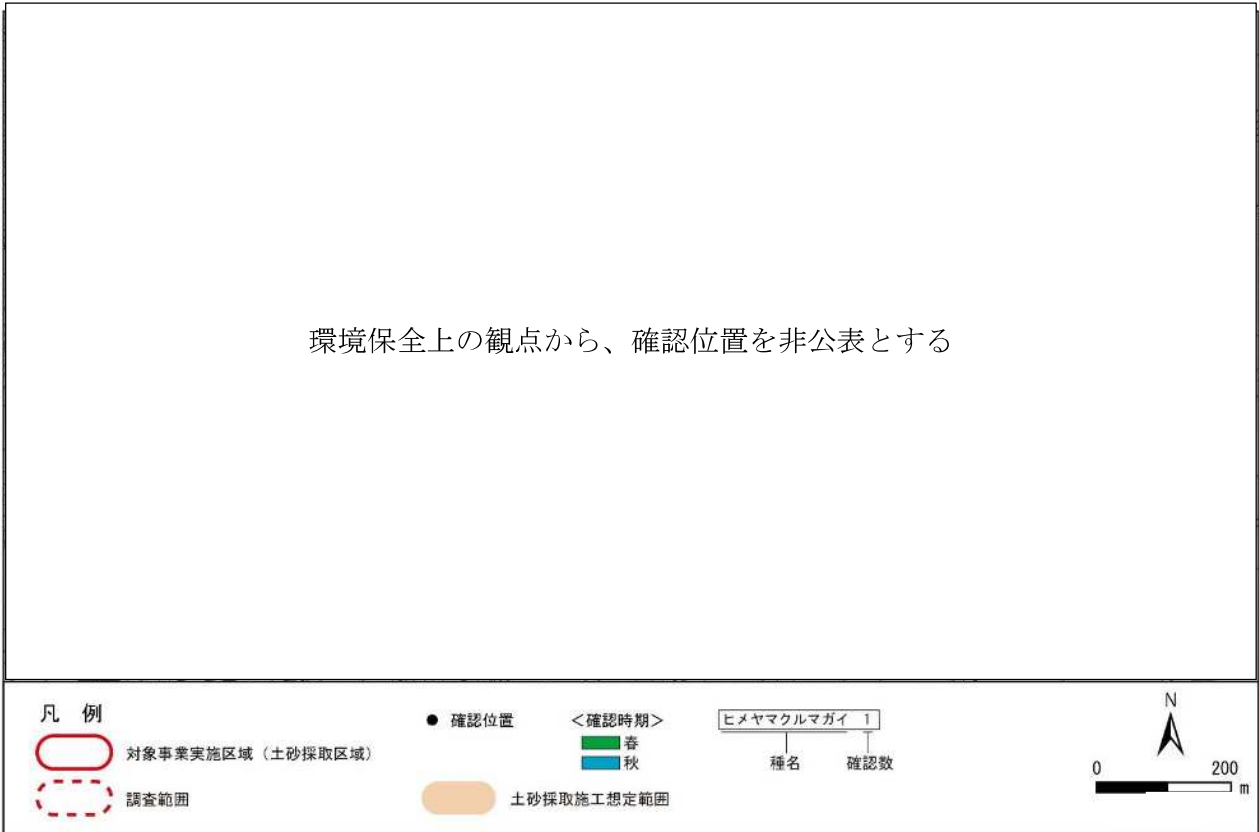 環境保全上の観点から、確認位置を非公表とする
凡 例
対象事業実施区域（土砂採取区域）
調査範囲
● 確認位置
＜確認時期＞
春
秋
土砂採取施工想定範囲
ヒメヤマクルマガイ 1
種名 確認数
N
0 200
m